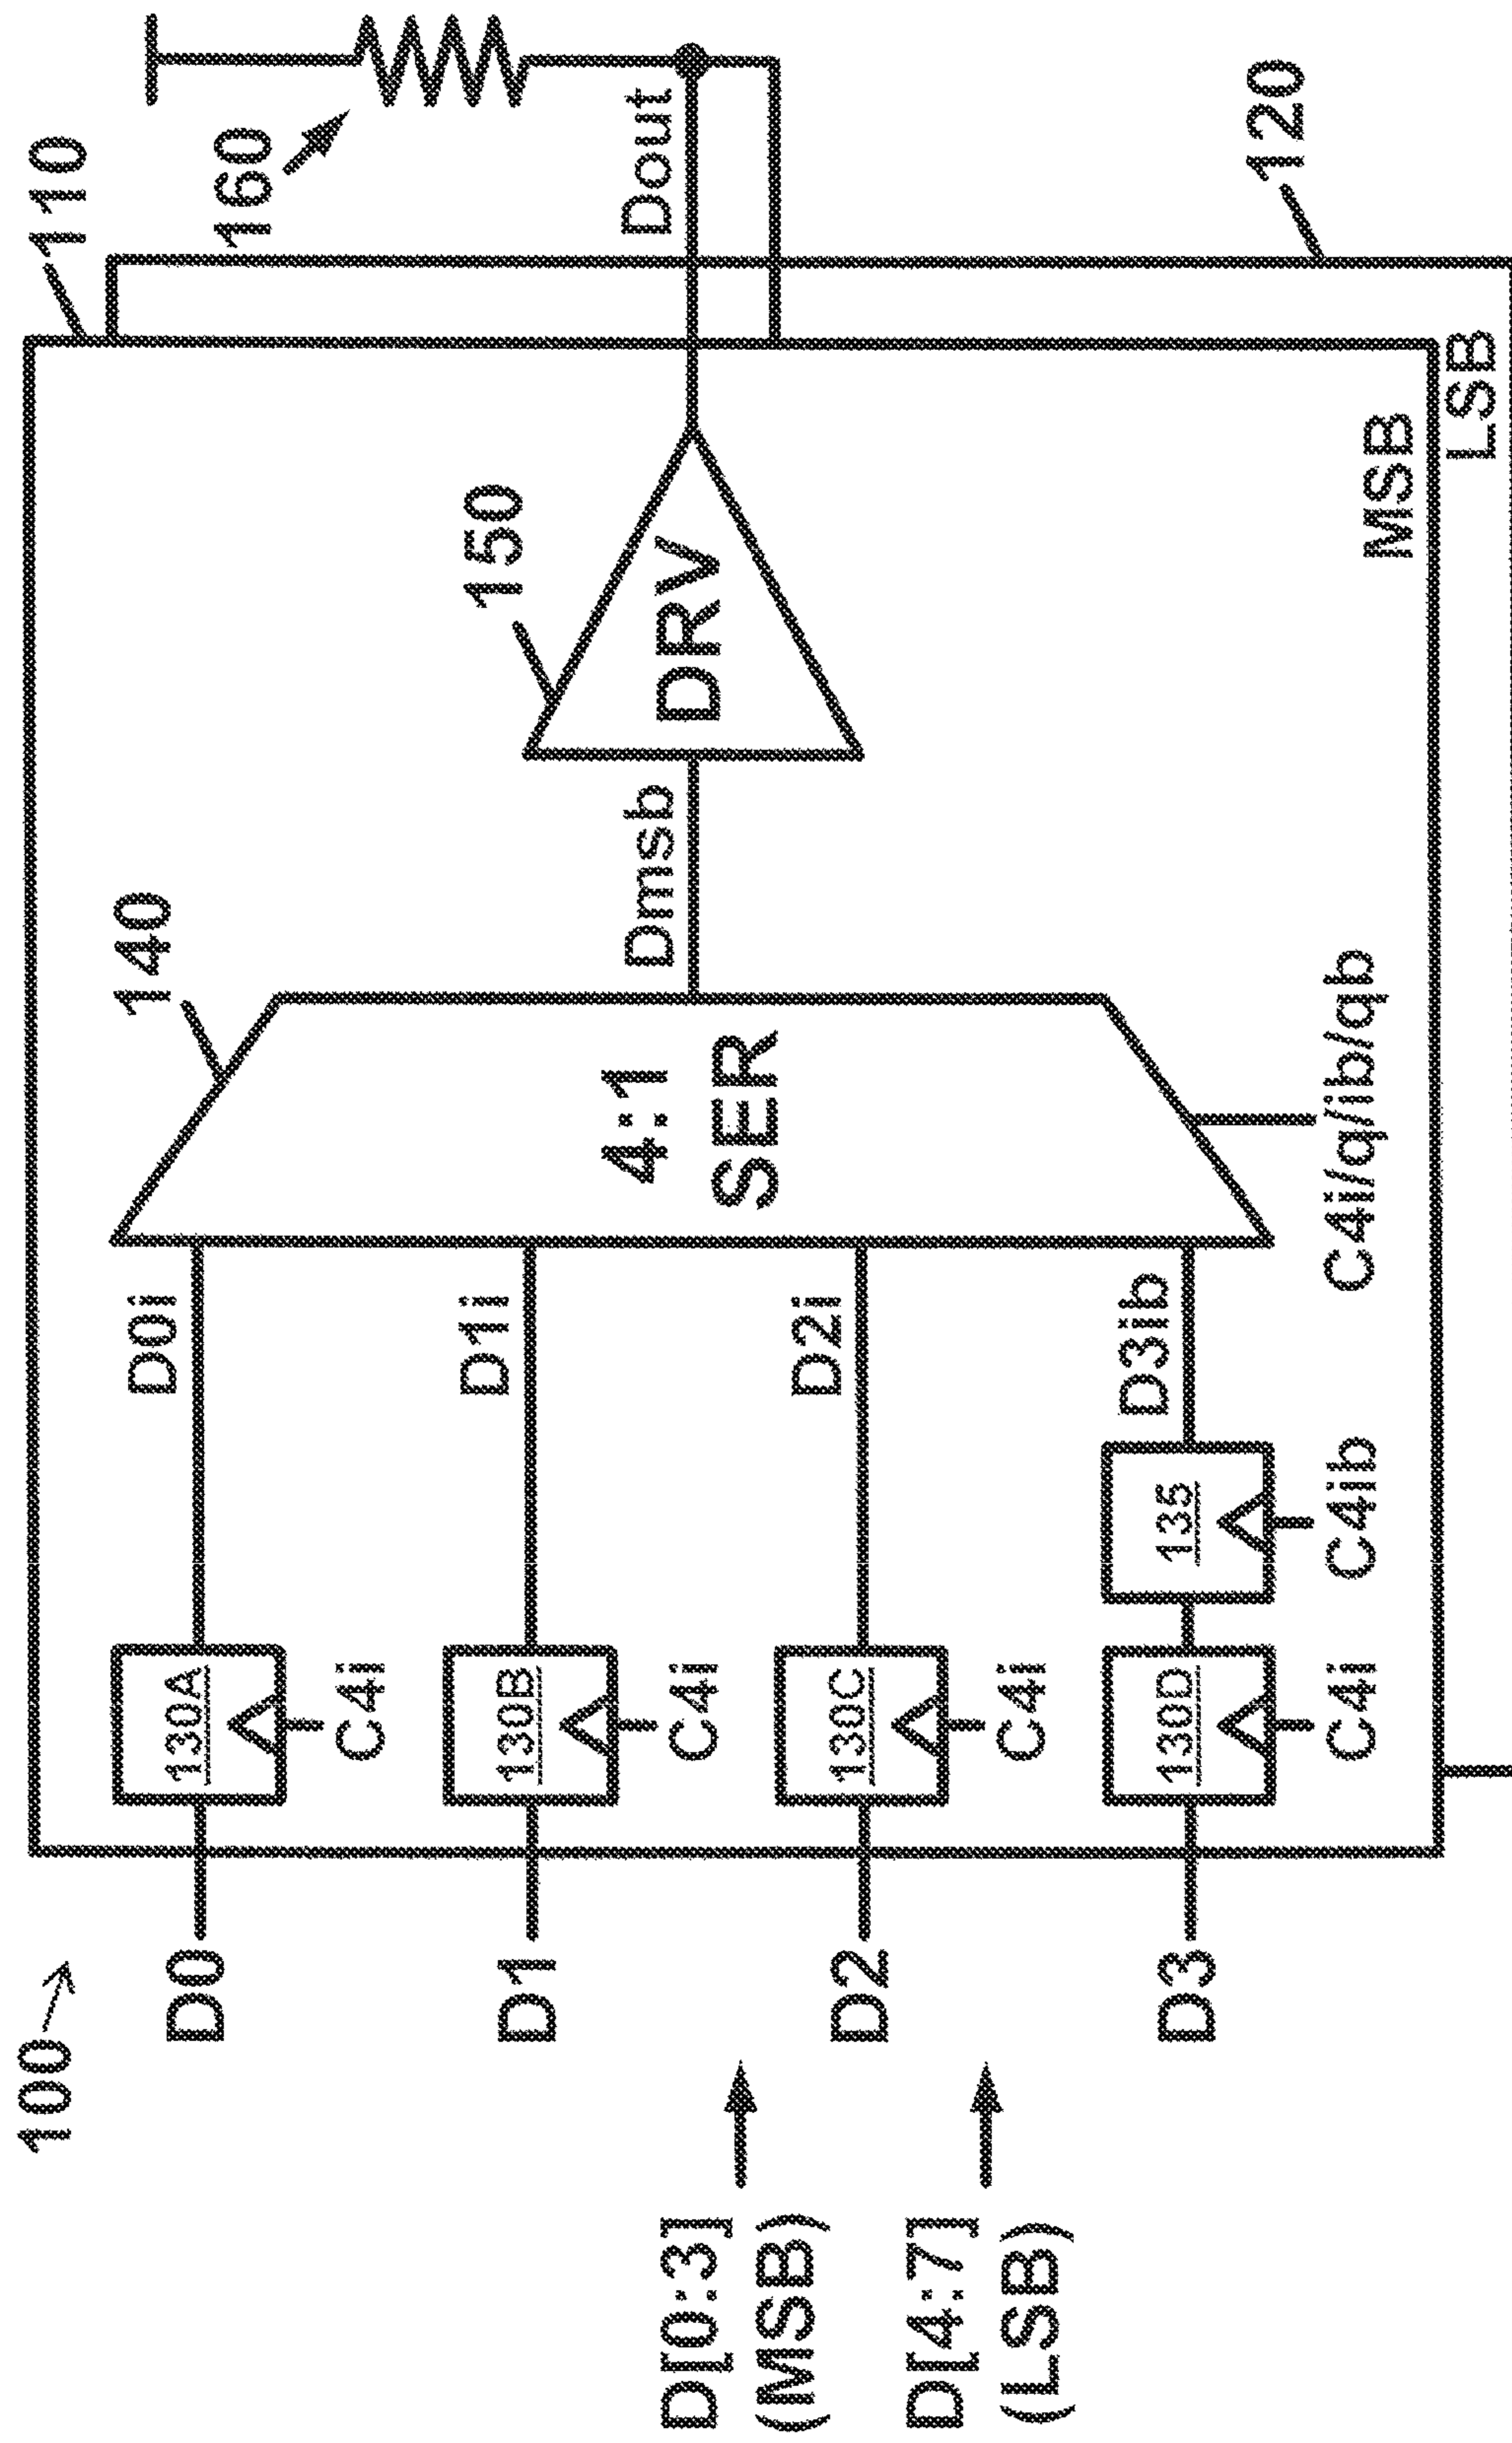 100
110
D0
130A
C4i
D0i
140
160
D1
130B
C4i
D1i
150
D[0:3]
(MSB)
4:1
SER
Dmsb
DRV
Dout
D2
130C
C4i
D2i
D[4:7]
(LSB)
D3
130D
C4i
135
C4ib
D3ib
C4i/q/ib/qb
MSB
LSB
120